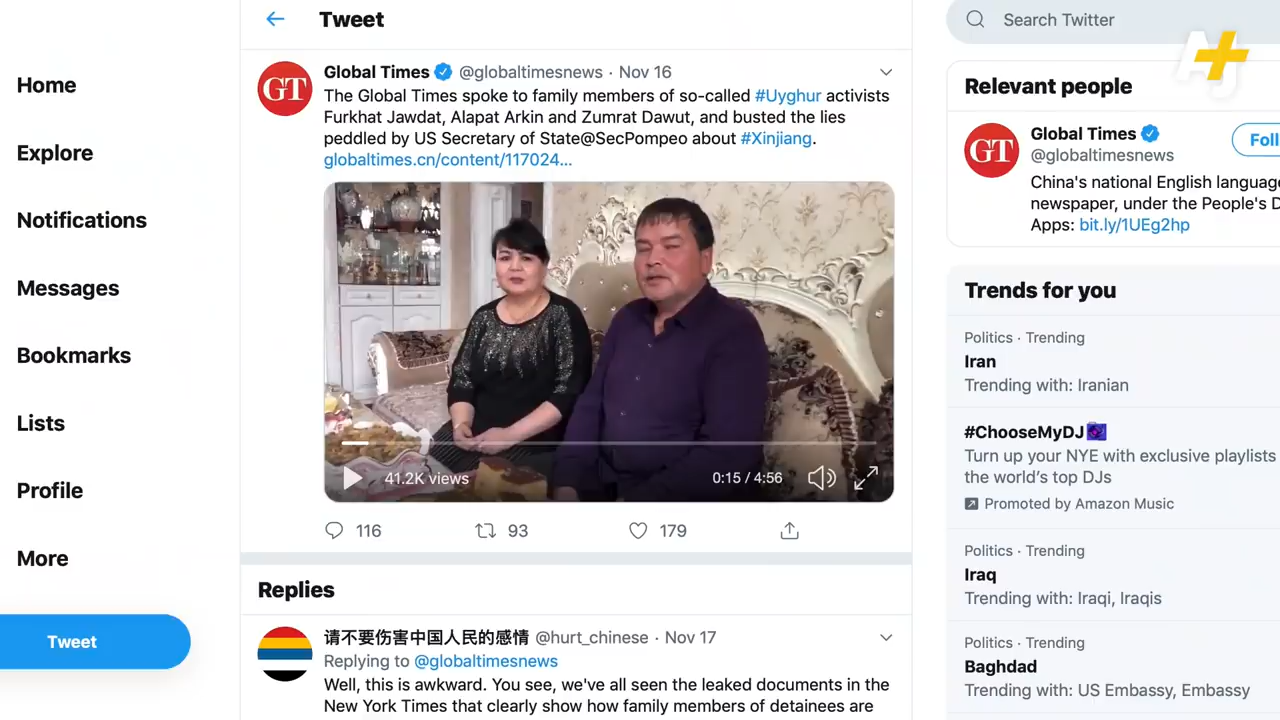 Home
Explore
Notifications
Messages
Bookmarks
Lists
Profile
More
Tweet
Tweet
GT
Global Times @globaltimesnews · Nov 16
The Global Times spoke to family members of so-called #Uyghur activists
Furkhat Jawdat, Alapat Arkin and Zumrat Dawut, and busted the lies
peddled by US Secretary of State@SecPompeo about #Xinjiang.
globaltimes.cn/content/117024...
41.2K views
0:15 / 4:56
116 93 179
Replies
请不要伤害中国人民的感情 @hurt_chinese · Nov 17
Replying to @globaltimesnews
Well, this is awkward. You see, we've all seen the leaked documents in the
New York Times that clearly show how family members of detainees are
Search Twitter
AJ+
Relevant people
GT
Global Times
Foll
@globaltimesnews
China's national English language
newspaper, under the People's D
Apps: bit.ly/1UEg2hp
Trends for you
Politics · Trending
Iran
Trending with: Iranian
#ChooseMyDJ
Turn up your NYE with exclusive playlists
the world's top DJs
Promoted by Amazon Music
Politics · Trending
Iraq
Trending with: Iraqi, Iraqis
Politics · Trending
Baghdad
Trending with: US Embassy, Embassy